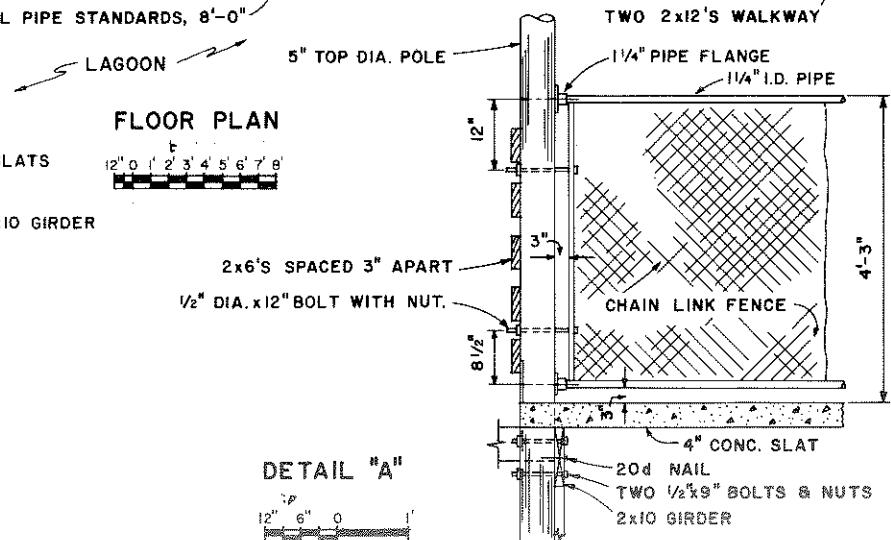 L PIPE STANDARDS, 8'-0"
LAGOON
FLOOR PLAN
12" 0 1' 2' 3' 4' 5' 6' 7' 8'
LATS
10 GIRDER
TWO 2x12'S WALKWAY
5" TOP DIA. POLE
1 1/4" PIPE FLANGE
1 1/4" I.D. PIPE
12"
3"
2x6'S SPACED 3" APART
1/2" DIA. x 12" BOLT WITH NUT.
CHAIN LINK FENCE
4'-3"
8 1/2"
3"
4" CONC. SLAT
20d NAIL
TWO 1/2"x9" BOLTS & NUTS
2x10 GIRDER
DETAIL "A"
12" 6" 0 1'